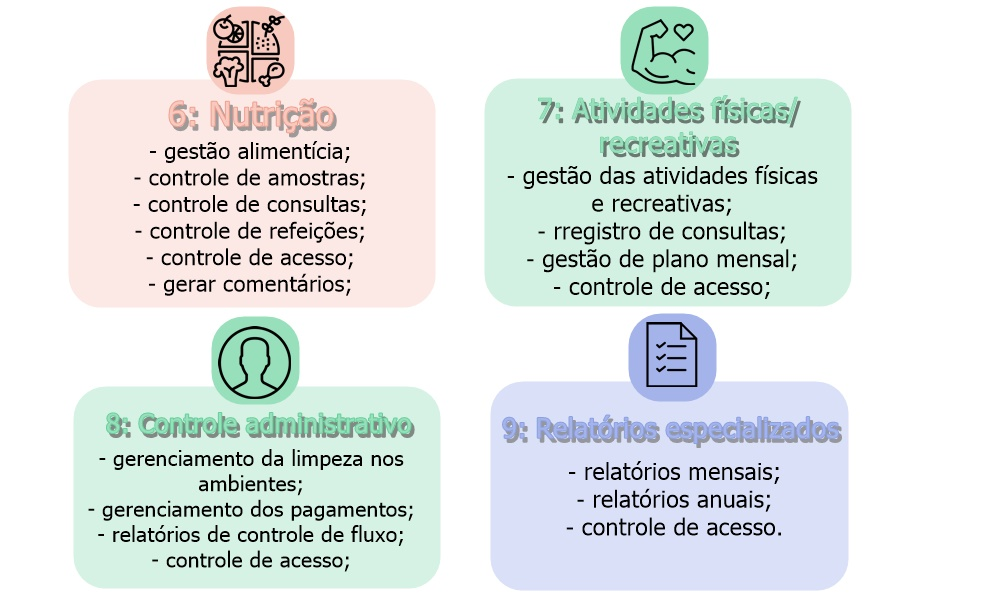 6: Nutrição
- gestão alimentícia;
- controle de amostras;
- controle de consultas;
- controle de refeições;
- controle de acesso;
- gerar comentários;
7: Atividades físicas/
recreativas
- gestão das atividades físicas
e recreativas;
- rregistro de consultas;
- gestão de plano mensal;
- controle de acesso;
8: Controle administrativo
- gerenciamento da limpeza nos
ambientes;
- gerenciamento dos pagamentos;
- relatórios de controle de fluxo;
- controle de acesso;
9: Relatórios especializados
- relatórios mensais;
- relatórios anuais;
- controle de acesso.